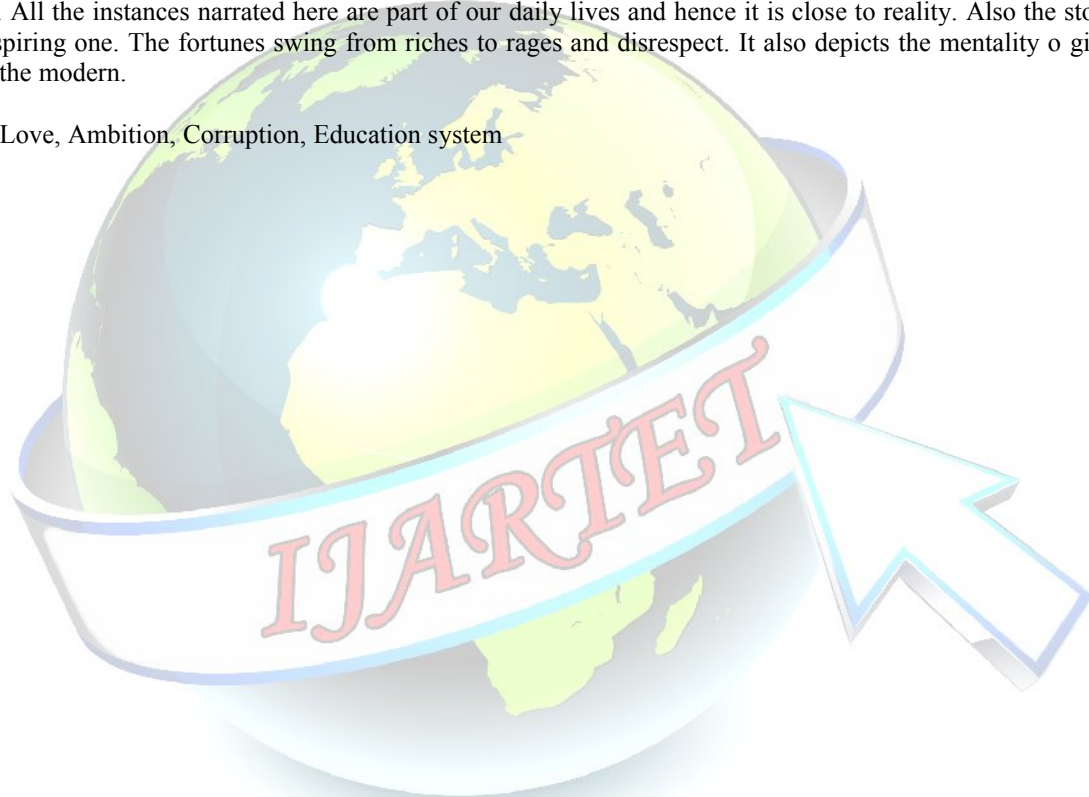 . All the instances narrated here are part of our daily lives and hence it is close to reality. Also the sto
spiring one. The fortunes swing from riches to rages and disrespect. It also depicts the mentality o gi
the modern.
Love, Ambition, Corruption, Education system
IJARTET